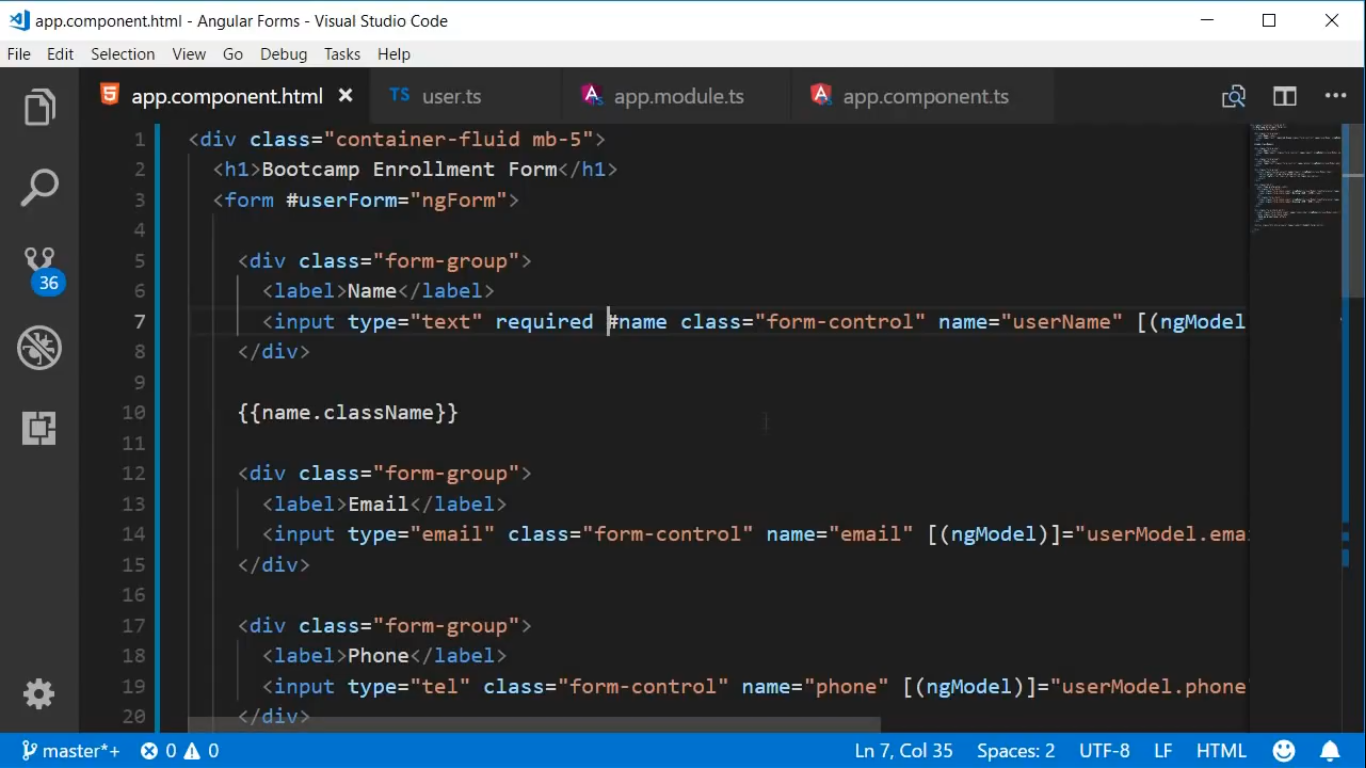 app.component.html - Angular Forms - Visual Studio Code
File Edit Selection View Go Debug Tasks Help
app.component.html TS user.ts app.module.ts app.component.ts
1 <div class="container-fluid mb-5">
2 <h1>Bootcamp Enrollment Form</h1>
3 <form #userForm="ngForm">
4
5 <div class="form-group">
6 <label>Name</label>
7 <input type="text" required #name class="form-control" name="userName" [(ngModel
8 </div>
9
10 {{name.className}}
11
12 <div class="form-group">
13 <label>Email</label>
14 <input type="email" class="form-control" name="email" [(ngModel)]="userModel.emai
15 </div>
16
17 <div class="form-group">
18 <label>Phone</label>
19 <input type="tel" class="form-control" name="phone" [(ngModel)]="userModel.phone
20 </div>
36
master*+ 0 0 Ln 7, Col 35 Spaces: 2 UTF-8 LF HTML